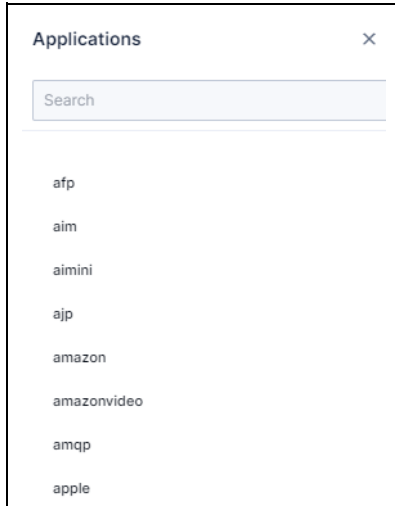 Applications
Search
afp
aim
aimini
ajp
amazon
amazonvideo
amqp
apple